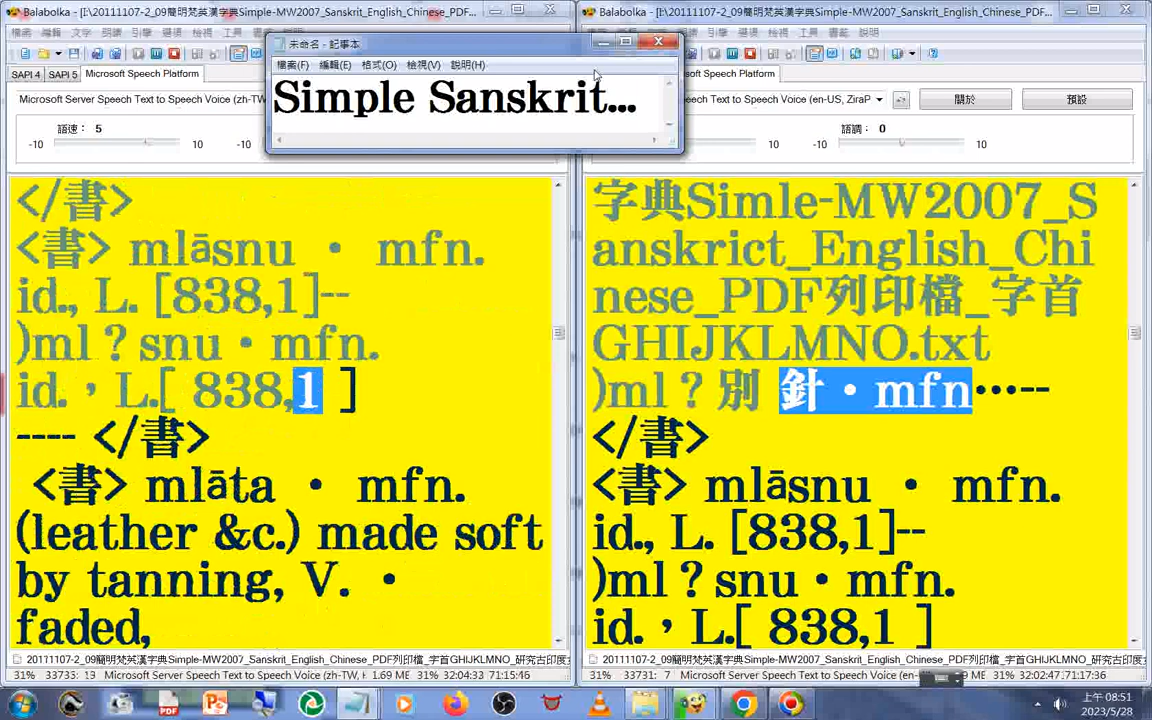 Balabolka - [I:\20111107-2_09簡明梵英漢字典Simple-MW2007_Sanskrit_English_Chinese_PDF...
Balabolka - [I:\20111107-2_09簡明梵英漢字典Simple-MW2007_Sanskrit_English_Chinese_PDF...
未命名 - 記事本
檔案(F) 編輯(E) 格式(O) 檢視(V) 說明(H)
Simple Sanskrit...
SAPI 4 SAPI 5 Microsoft Speech Platform
Microsoft Server Speech Text to Speech Voice (zh-TW
語速： 5
-10 10 -10
eech Platform
ech Text to Speech Voice (en-US, ZiraP
關於 預設
語調： 0
10 -10 10
</書>
<書> mlāsnu • mfn.
id., L. [838,1]--
)ml？snu•mfn.
id.，L.[ 838,1 ]
---- </書>
<書> mlāta • mfn.
(leather &c.) made soft
by tanning, V. •
faded,
字典Simle-MW2007_S
anskrict_English_Chi
nese_PDF列印檔_字首
GHIJKLMNO.txt
)ml？別 針•mfn…--
</書>
<書> mlāsnu • mfn.
id., L. [838,1]--
)ml？snu•mfn.
id.，L.[ 838,1 ]
20111107-2_09簡明梵英漢字典Simple-MW2007_Sanskrit_English_Chinese_PDF列印檔_字首GHIJKLMNO_研究古印度
20111107-2_09簡明梵英漢字典Simple-MW2007_Sanskrit_English_Chinese_PDF列印檔_字首GHIJKLMNO_研究古印度
31% 33735: 13 Microsoft Server Speech Text to Speech Voice (zh-TW, 1.69 ME 31% 32:04:33 71:15:46
31% 33731: 7 Microsoft Server Speech Text to Speech 31% 32:02:47 71:17:36
上午 08:51
2023/5/28